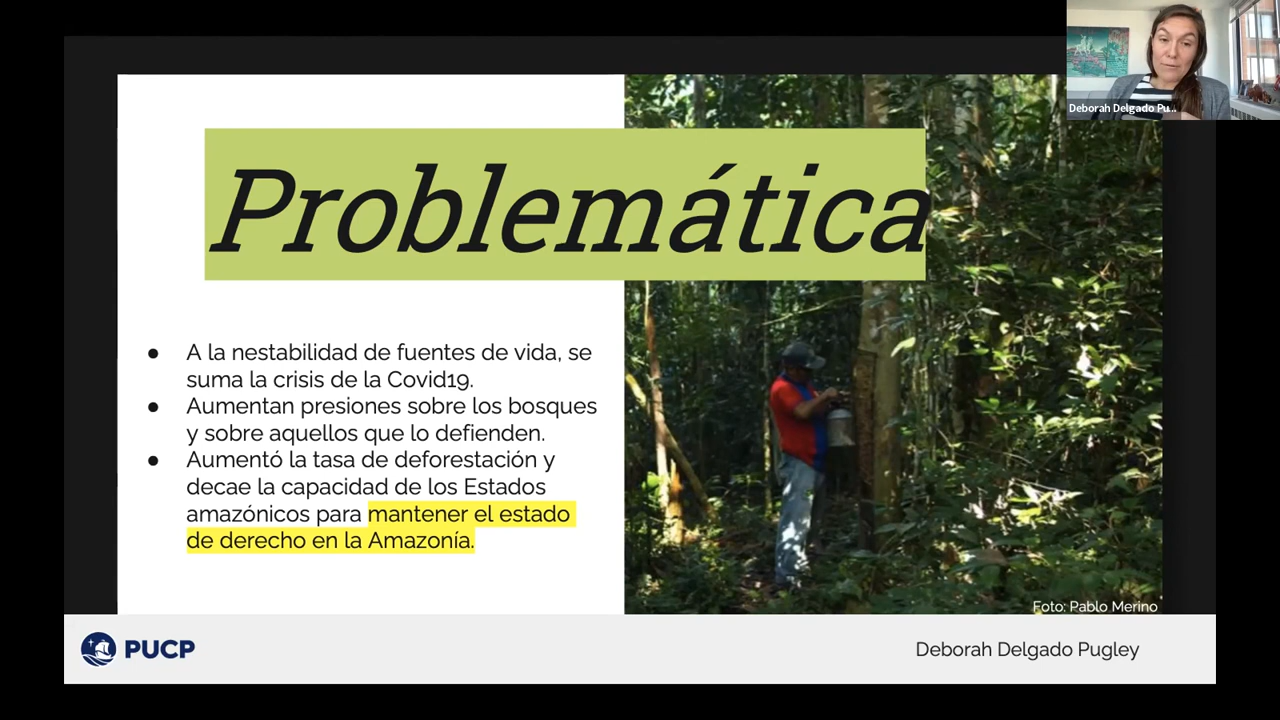 Deborah Delgado Pu...
Problemática
● A la nestabilidad de fuentes de vida, se
suma la crisis de la Covid19.
● Aumentan presiones sobre los bosques
y sobre aquellos que lo defienden.
● Aumentó la tasa de deforestación y
decae la capacidad de los Estados
amazónicos para mantener el estado
de derecho en la Amazonía.
Foto: Pablo Merino
PUCP
Deborah Delgado Pugley